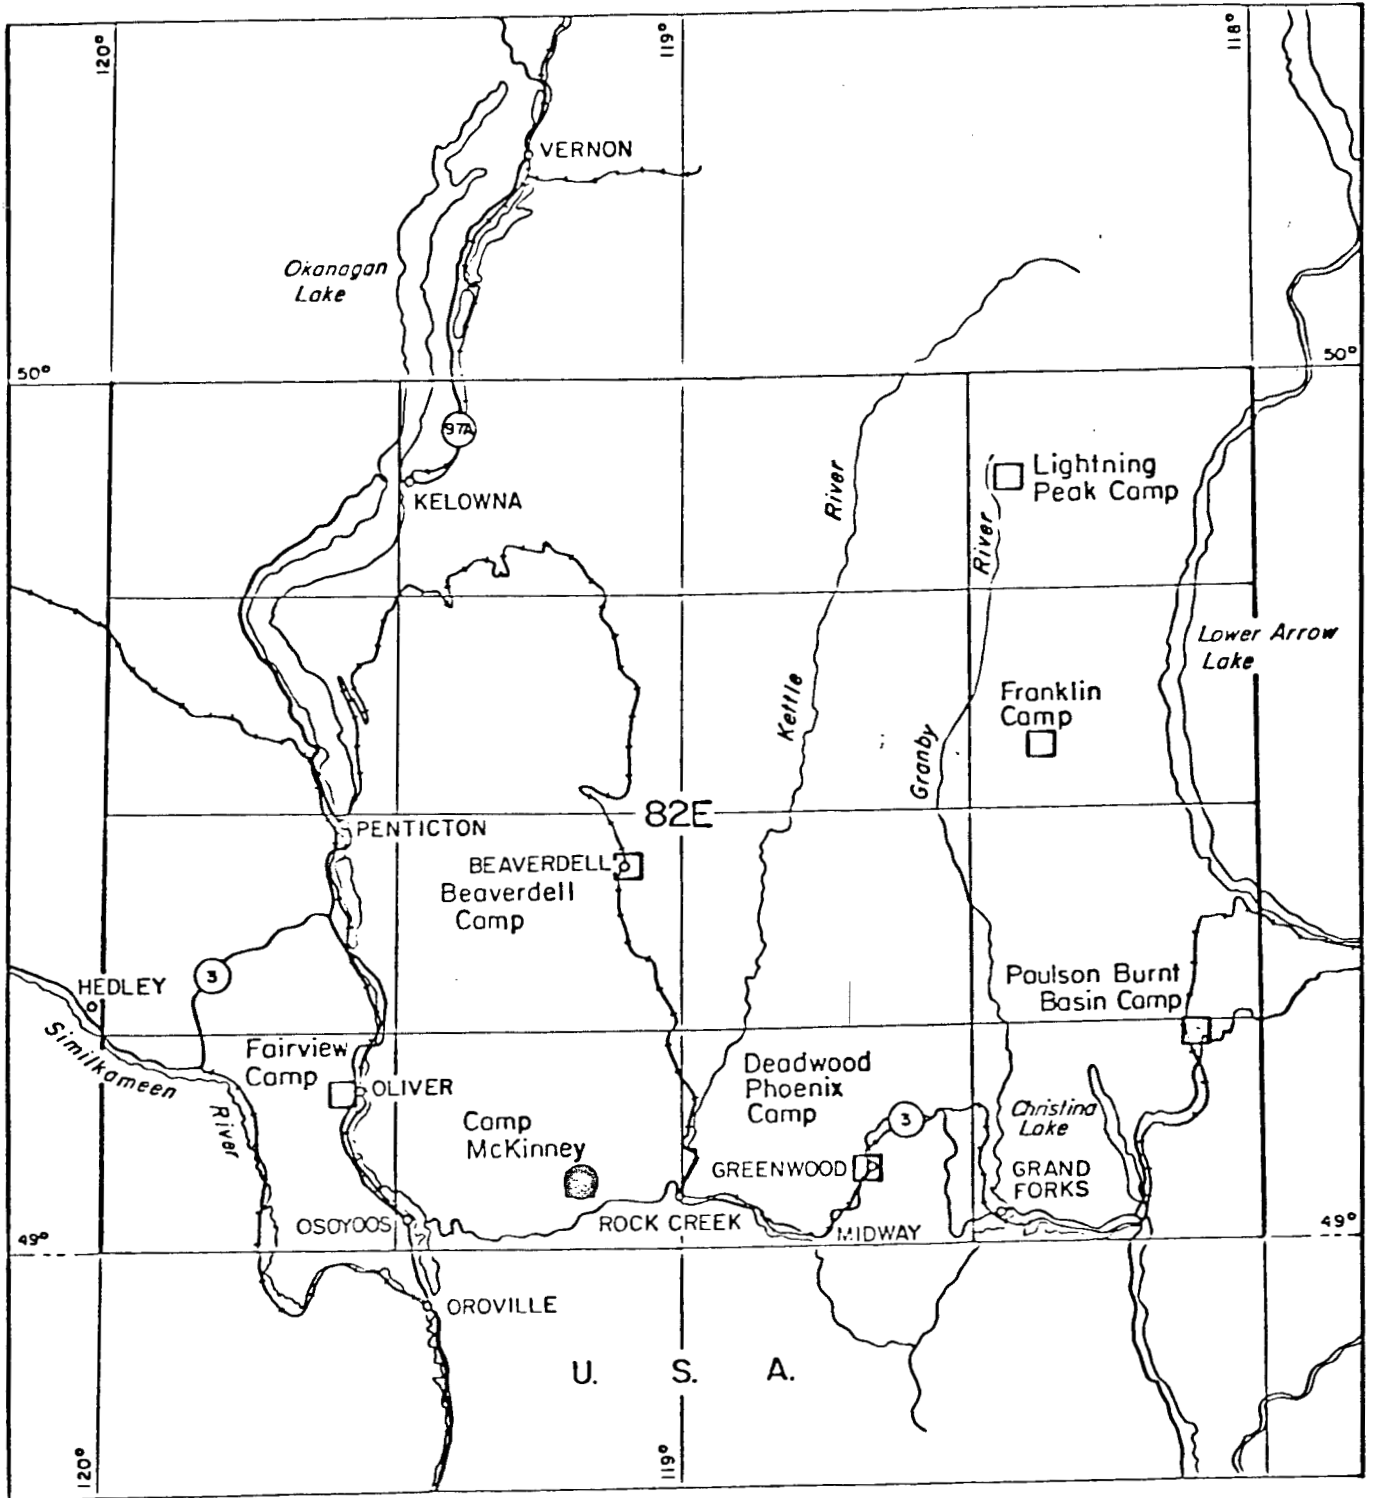 120°
119°
118°
VERNON
Okanagan
Lake
50°
50°
97A
KELOWNA
River
Lightning
Peak Camp
River
Lower Arrow
Lake
Franklin
Camp
Kettle
Granby
82E
PENTICTON
BEAVERDELL
Beaverdell
Camp
3
HEDLEY
Similkameen
River
Paulson Burnt
Basin Camp
Fairview
Camp
OLIVER
Deadwood
Phoenix
Camp
Camp
McKinney
3
Christina
Lake
GREENWOOD
GRAND
FORKS
OSOYOOS
ROCK CREEK
MIDWAY
49°
49°
OROVILLE
U. S. A.
120°
119°